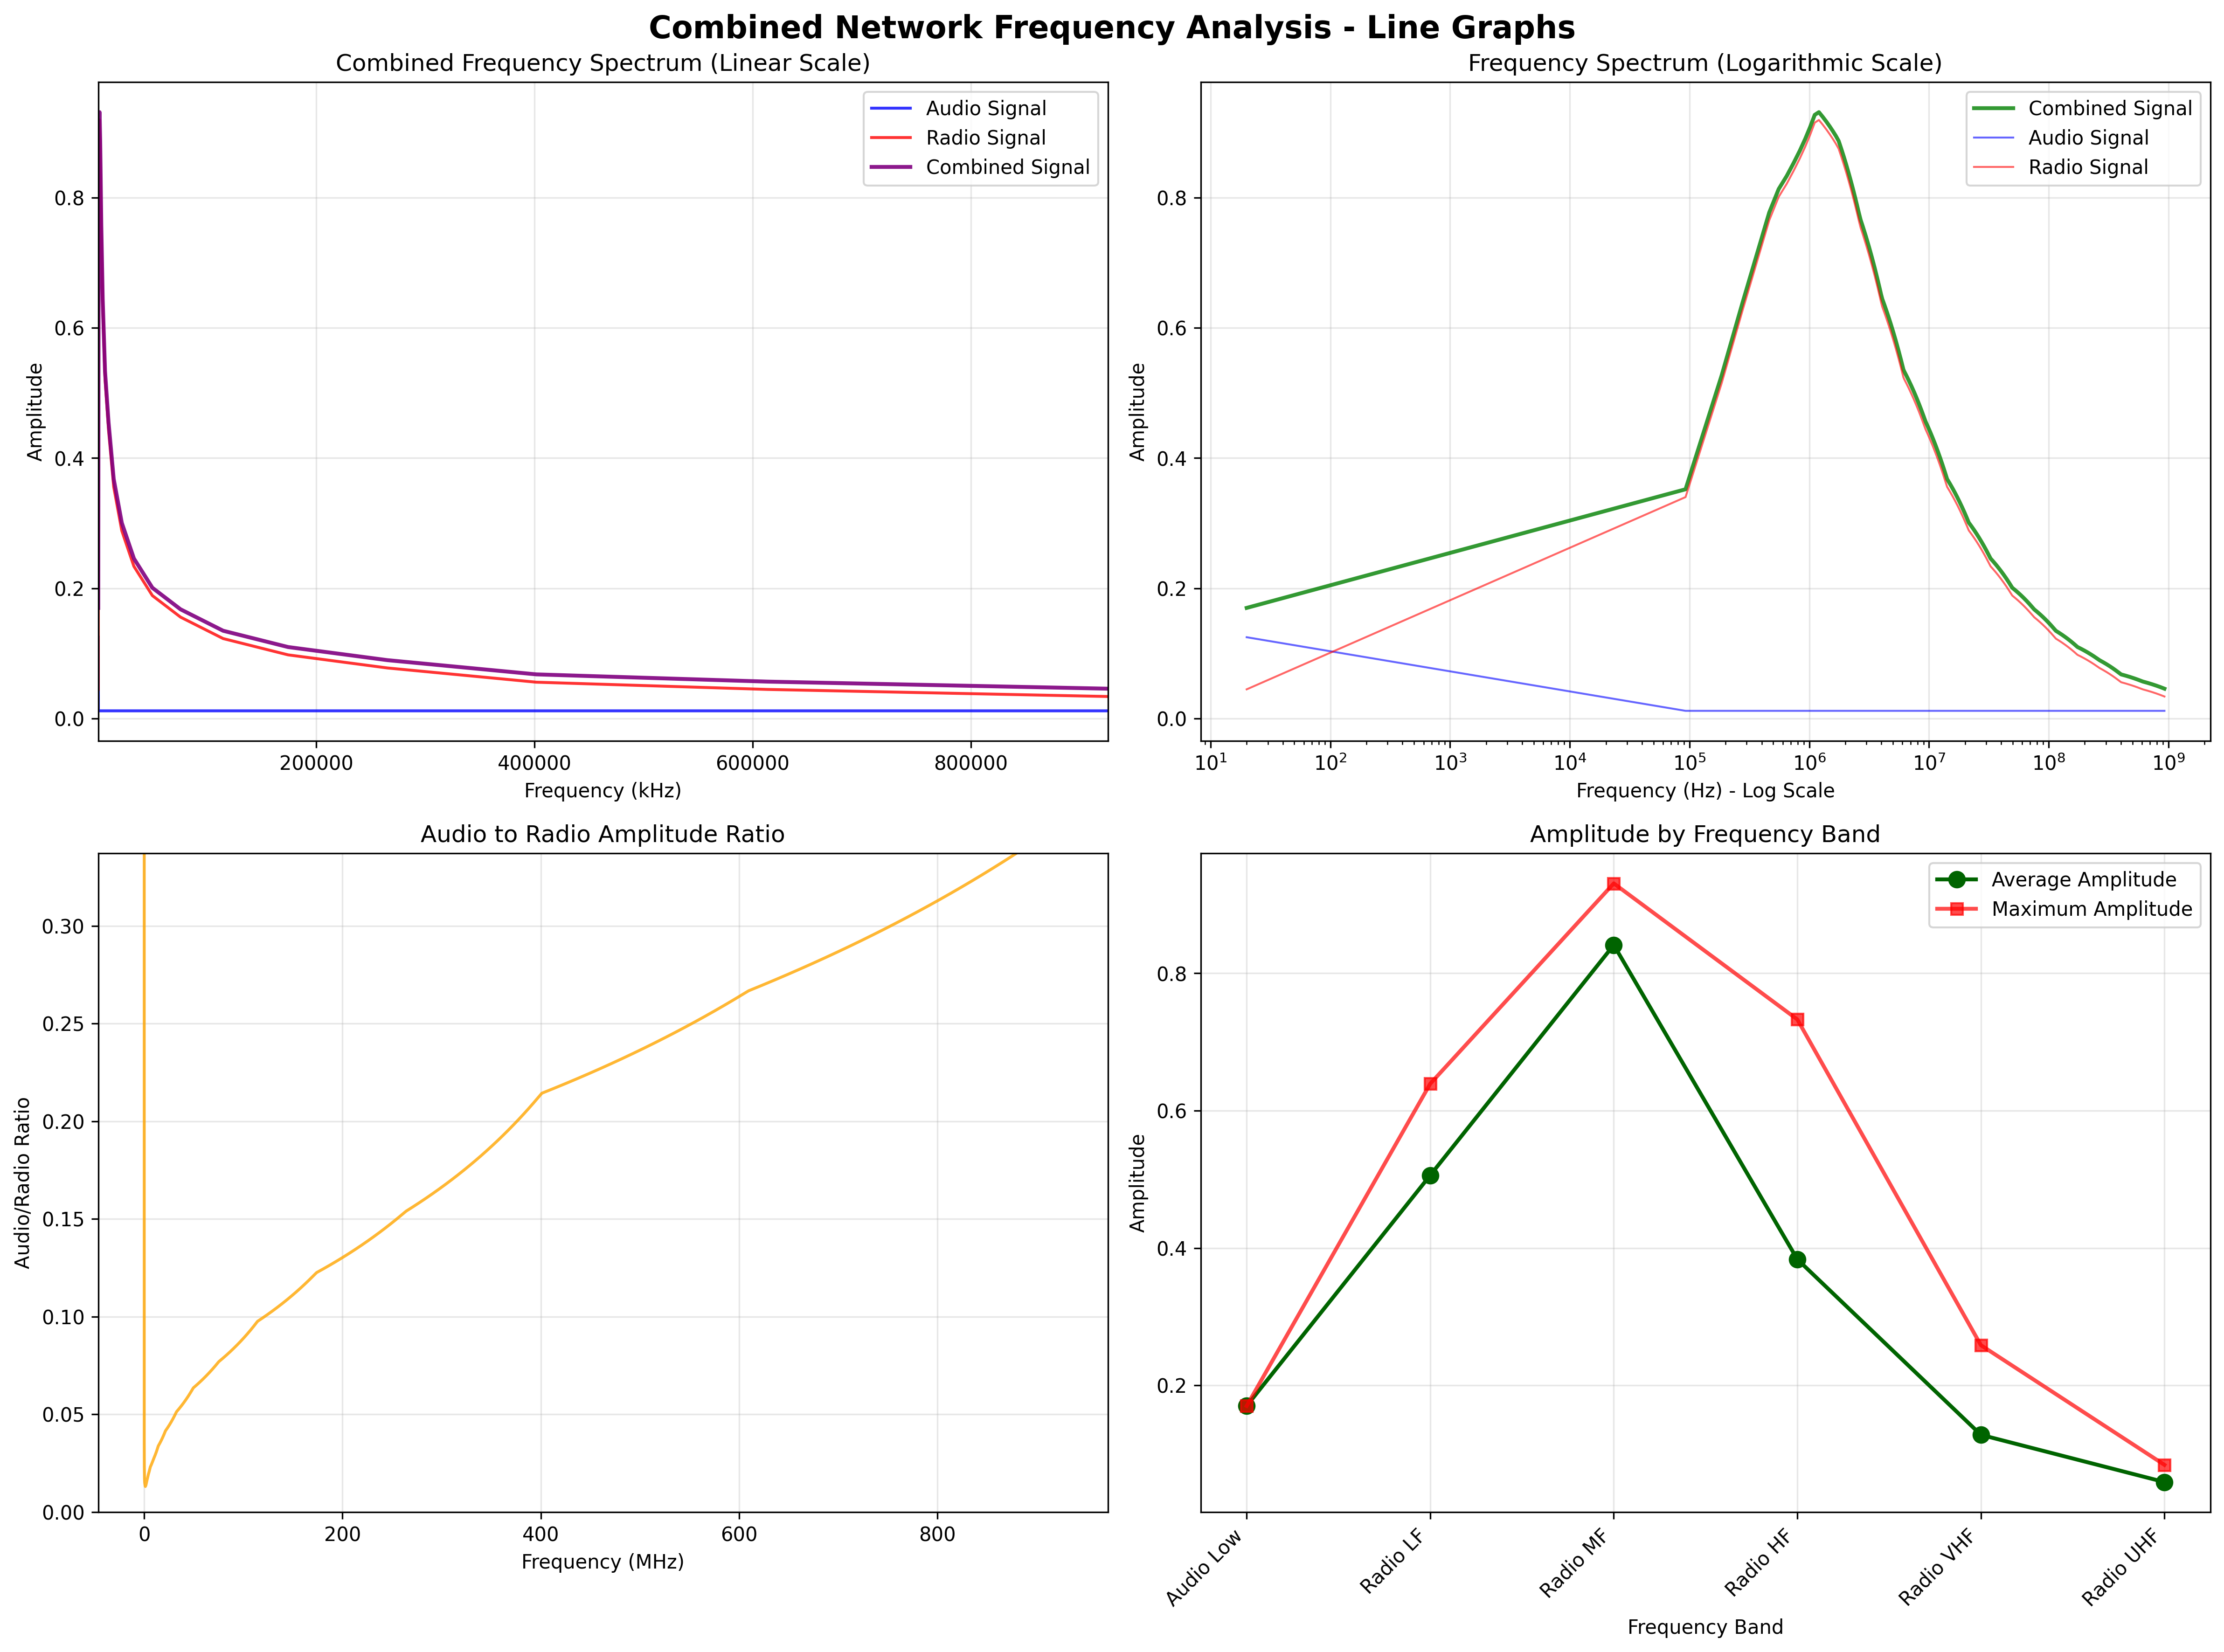 Combined Network Frequency Analysis - Line Graphs
Combined Frequency Spectrum (Linear Scale)
Audio Signal
Radio Signal
Combined Signal
0.8
0.6
0.4
0.2
0.0
Amplitude
200000 400000 600000 800000
Frequency (kHz)
Frequency Spectrum (Logarithmic Scale)
Combined Signal
Audio Signal
Radio Signal
0.8
0.6
0.4
0.2
0.0
Amplitude
10¹ 10² 10³ 10⁴ 10⁵ 10⁶ 10⁷ 10⁸ 10⁹
Frequency (Hz) - Log Scale
Audio to Radio Amplitude Ratio
0.30
0.25
0.20
0.15
0.10
0.05
0.00
Audio/Radio Ratio
0 200 400 600 800
Frequency (MHz)
Amplitude by Frequency Band
Average Amplitude
Maximum Amplitude
0.8
0.6
0.4
0.2
Amplitude
Audio Low
Radio LF
Radio MF
Radio HF
Radio VHF
Radio UHF
Frequency Band